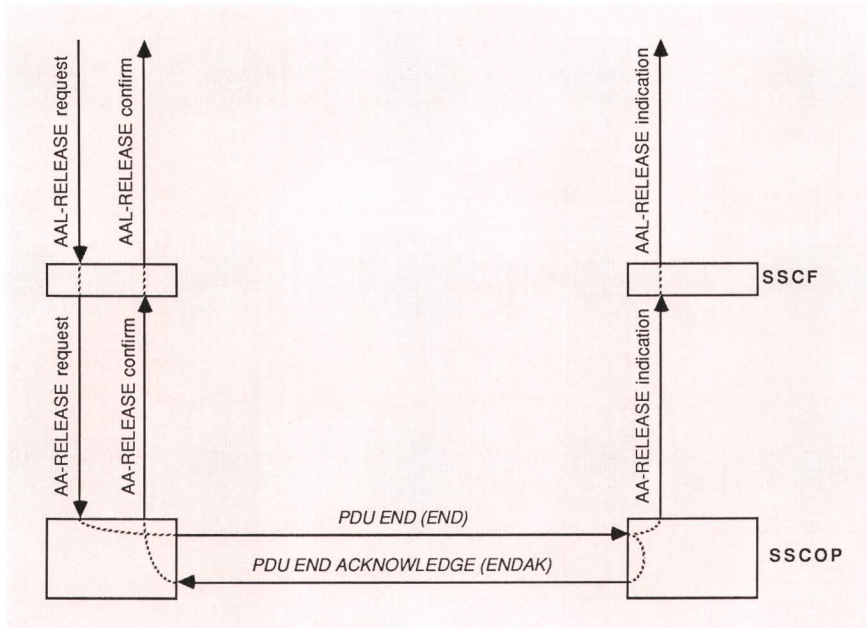 AAL-RELEASE request
AAL-RELEASE confirm
AAL-RELEASE indication
SSCF
AA-RELEASE request
AA-RELEASE confirm
AA-RELEASE indication
PDU END (END)
PDU END ACKNOWLEDGE (ENDAK)
SSCOP